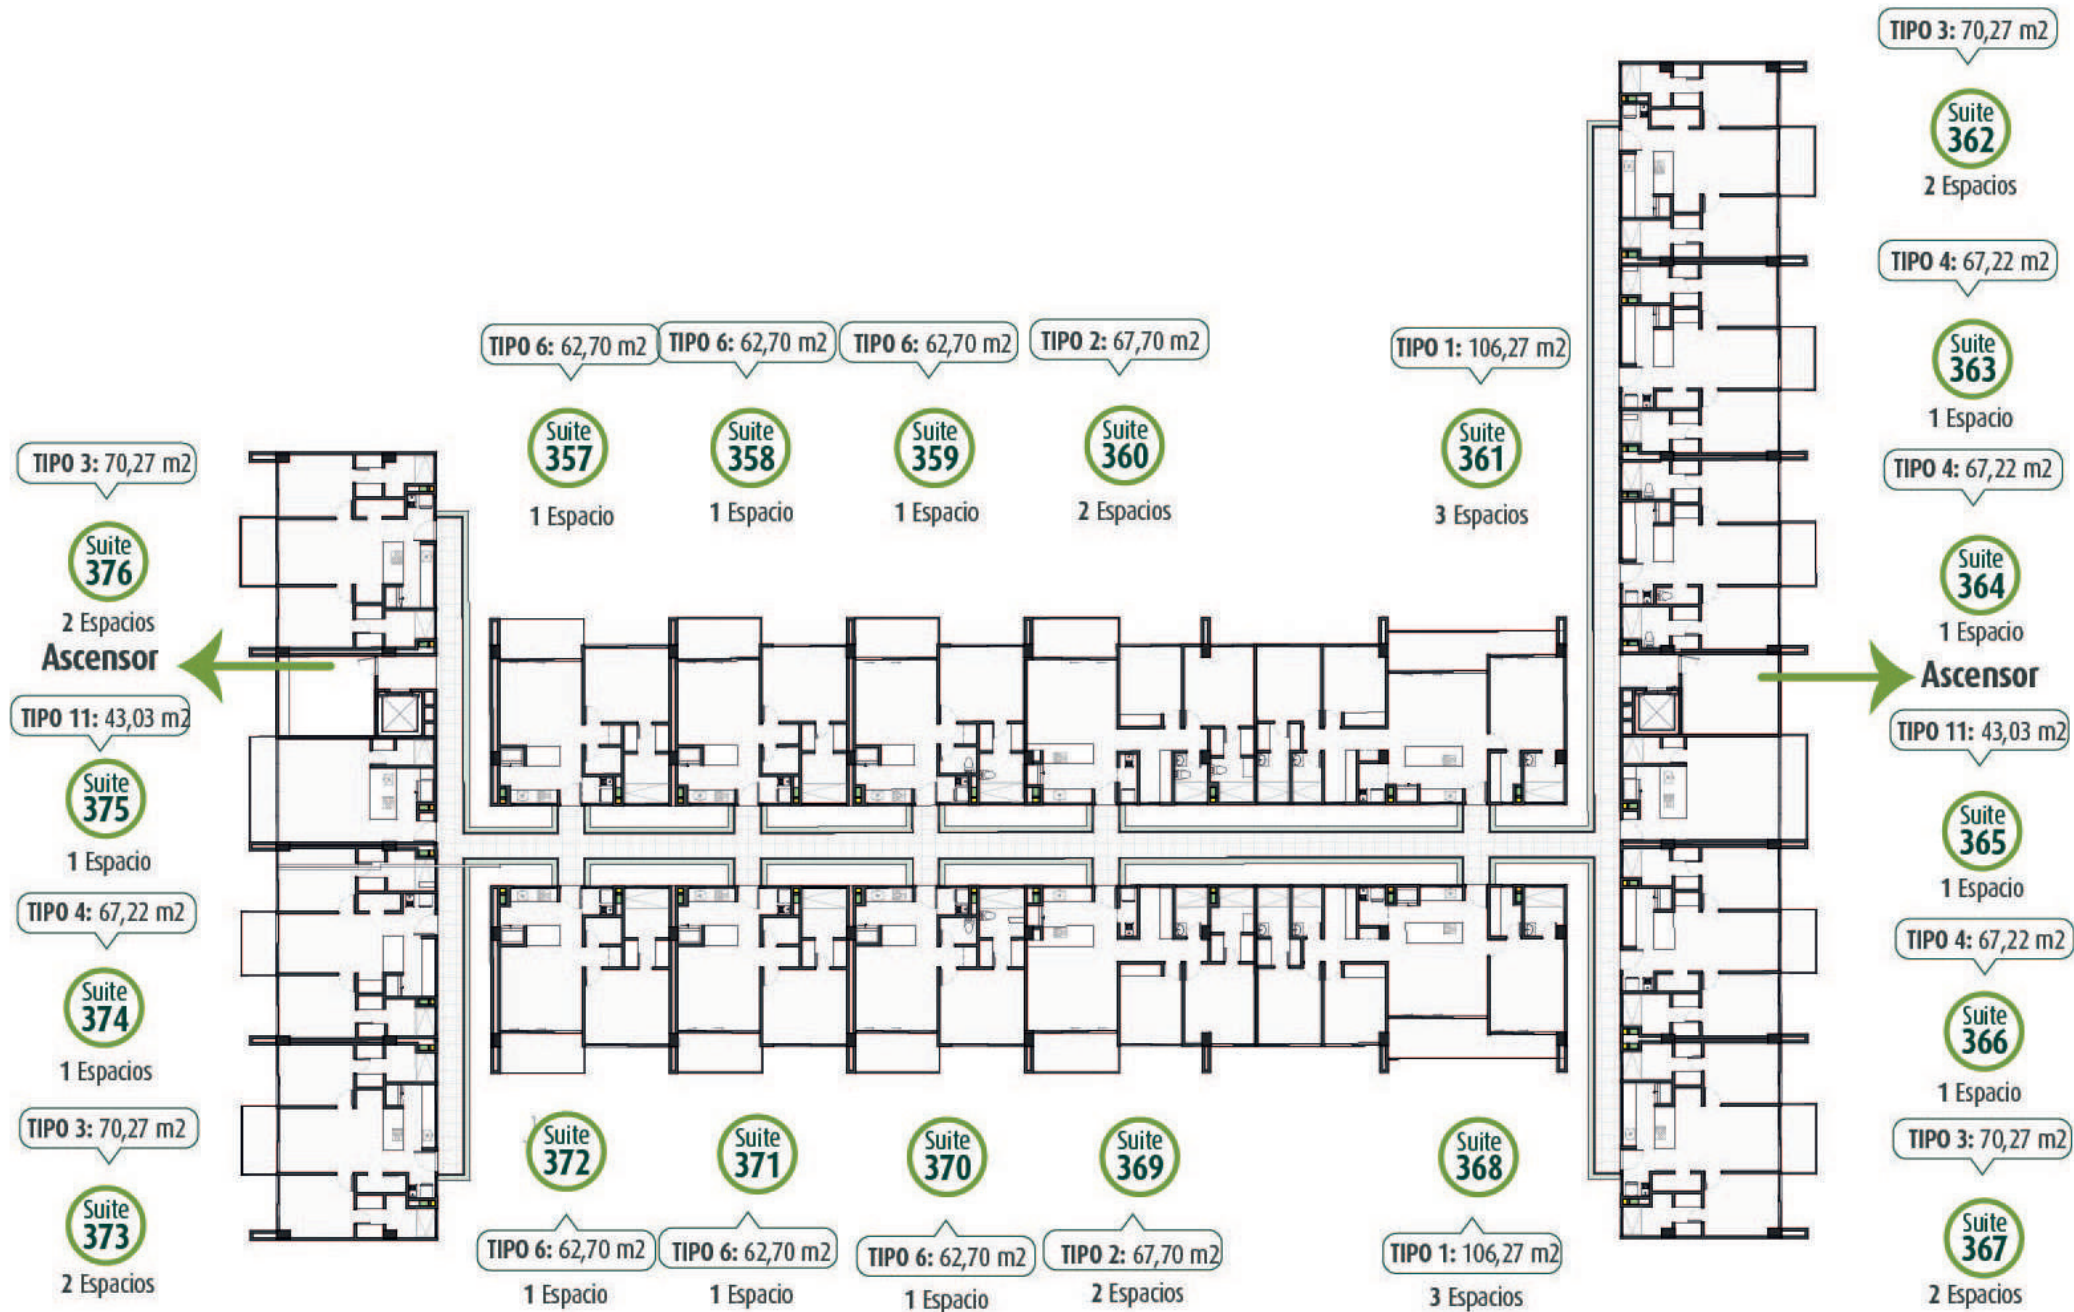 TIPO 3: 70,27 m2
Suite
362
2 Espacios
TIPO 4: 67,22 m2
Suite
363
1 Espacio
TIPO 4: 67,22 m2
Suite
364
1 Espacio
Ascensor
TIPO 11: 43,03 m2
Suite
365
1 Espacio
TIPO 4: 67,22 m2
Suite
366
1 Espacio
TIPO 3: 70,27 m2
Suite
367
2 Espacios
TIPO 6: 62,70 m2
Suite
357
1 Espacio
TIPO 6: 62,70 m2
Suite
358
1 Espacio
TIPO 6: 62,70 m2
Suite
359
1 Espacio
TIPO 2: 67,70 m2
Suite
360
2 Espacios
TIPO 1: 106,27 m2
Suite
361
3 Espacios
TIPO 3: 70,27 m2
Suite
376
2 Espacios
Ascensor
TIPO 11: 43,03 m2
Suite
375
1 Espacio
TIPO 4: 67,22 m2
Suite
374
1 Espacios
TIPO 3: 70,27 m2
Suite
373
2 Espacios
Suite
372
TIPO 6: 62,70 m2
1 Espacio
Suite
371
TIPO 6: 62,70 m2
1 Espacio
Suite
370
TIPO 6: 62,70 m2
1 Espacio
Suite
369
TIPO 2: 67,70 m2
2 Espacios
Suite
368
TIPO 1: 106,27 m2
3 Espacios